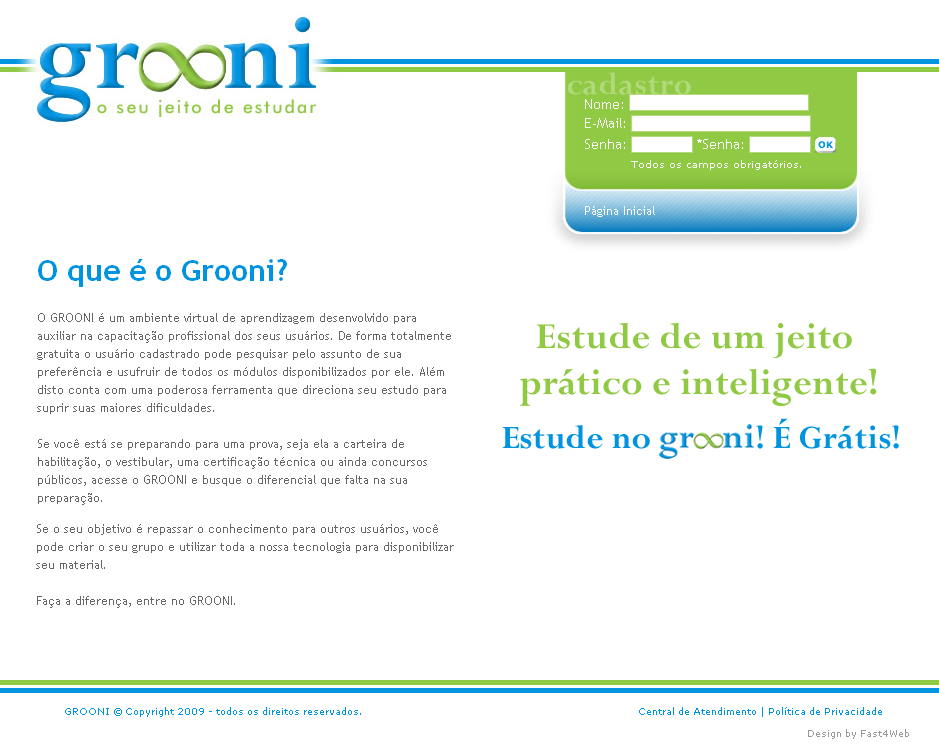 grooni
o seu jeito de estudar
cadastro
Nome:
E-Mail:
Senha: *Senha: OK
Todos os campos obrigatórios.
Página Inicial
O que é o Grooni?
O GROONI é um ambiente virtual de aprendizagem desenvolvido para
auxiliar na capacitação profissional dos seus usuários. De forma totalmente
gratuita o usuário cadastrado pode pesquisar pelo assunto de sua
preferência e usufruir de todos os módulos disponibilizados por ele. Além
disto conta com uma poderosa ferramenta que direciona seu estudo para
suprir suas maiores dificuldades.
Se você está se preparando para uma prova, seja ela a carteira de
habilitação, o vestibular, uma certificação técnica ou ainda concursos
públicos, acesse o GROONI e busque o diferencial que falta na sua
preparação.
Se o seu objetivo é repassar o conhecimento para outros usuários, você
pode criar o seu grupo e utilizar toda a nossa tecnologia para disponibilizar
seu material.
Faça a diferença, entre no GROONI.
Estude de um jeito
prático e inteligente!
Estude no grooni! É Grátis!
GROONI © Copyright 2009 - todos os direitos reservados.
Central de Atendimento | Política de Privacidade
Design by Fast4Web